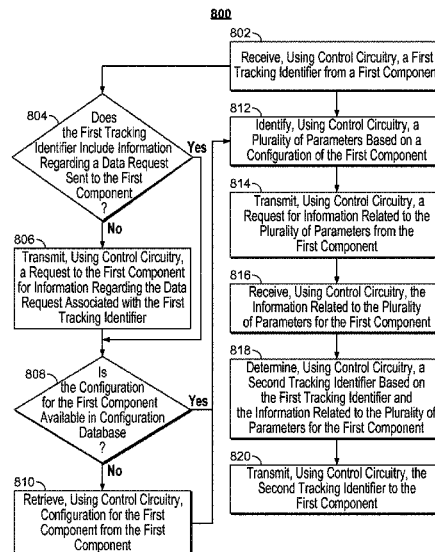 800
802
Receive, Using Control Circuitry, a First
Tracking Identifier from a First Component
804
Does
the First Tracking
Identifier Include Information
Regarding a Data Request
Sent to the First
Component
?
Yes
No
806
Transmit, Using Control Circuitry,
a Request to the First Component
for Information Regarding the Data
Request Associated with the First
Tracking Identifier
808
Is
the Configuration
for the First Component
Available in Configuration
Database
?
Yes
No
810
Retrieve, Using Control Circuitry,
Configuration for the First
Component from the First
Component
812
Identify, Using Control Circuitry, a
Plurality of Parameters Based on a
Configuration of the First Component
814
Transmit, Using Control Circuitry, a
Request for Information Related to the
Plurality of Parameters from the
First Component
816
Receive, Using Control Circuitry, the
Information Related to the Plurality
of Parameters for the First Component
818
Determine, Using Control Circuitry, a
Second Tracking Identifier Based on
the First Tracking Identifier and
the Information Related to the Plurality of
Parameters for the First Component
820
Transmit, Using Control Circuitry, the
Second Tracking Identifier to the
First Component